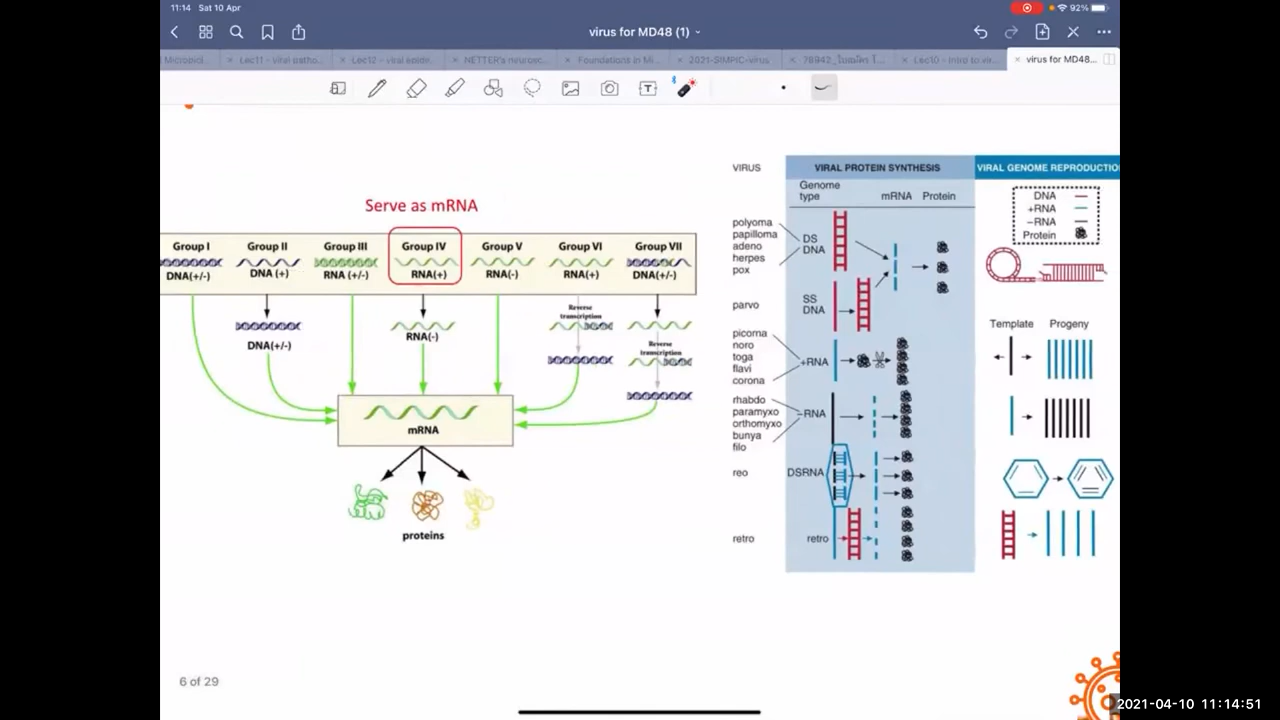 11:14 Sat 10 Apr
92%
virus for MD48 (1)
Lec11 - viral patho...
Lec12 - viral epide...
NETTER's neurosc...
Foundations in Mi...
2021-SIMPIC-virus
Lec10 - Intro to vir...
virus for MD48...
Serve as mRNA
Group I
Group II
Group III
Group IV
Group V
Group VI
Group VII
DNA(+/-)
DNA (+)
RNA (+/-)
RNA(+)
RNA(-)
RNA(+)
DNA(+/-)
Reverse
transcription
DNA(+/-)
RNA(-)
Reverse
transcription
mRNA
proteins
VIRUS
VIRAL PROTEIN SYNTHESIS
VIRAL GENOME REPRODUCTIO
Genome
type
mRNA
Protein
DNA
+RNA
−RNA
Protein
polyoma
papilloma
adeno
herpes
pox
DS
DNA
parvo
SS
DNA
Template
Progeny
picorna
noro
toga
flavi
corona
+RNA
rhabdo
paramyxo
orthomyxo
bunya
filo
−RNA
reo
DSRNA
retro
retro
6 of 29
2021-04-10 11:14:51